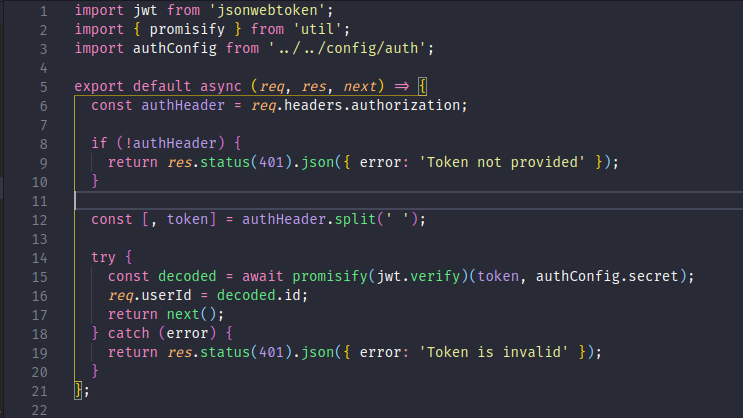 1 import jwt from 'jsonwebtoken';
2 import { promisify } from 'util';
3 import authConfig from '../../config/auth';
4
5 export default async (req, res, next) => {
6 const authHeader = req.headers.authorization;
7
8 if (!authHeader) {
9 return res.status(401).json({ error: 'Token not provided' });
10 }
11
12 const [, token] = authHeader.split(' ');
13
14 try {
15 const decoded = await promisify(jwt.verify)(token, authConfig.secret);
16 req.userId = decoded.id;
17 return next();
18 } catch (error) {
19 return res.status(401).json({ error: 'Token is invalid' });
20 }
21 };
22